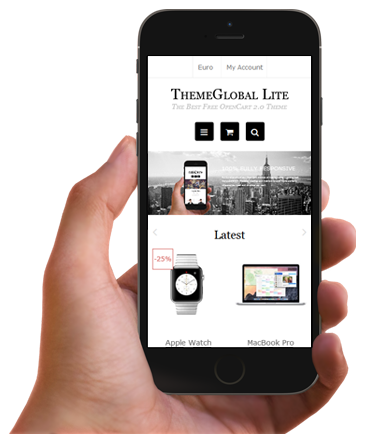 Euro
My Account
ThemeGlobal Lite
The Best Free OpenCart 2.0 Theme
Latest
-25%
Apple Watch
MacBook Pro